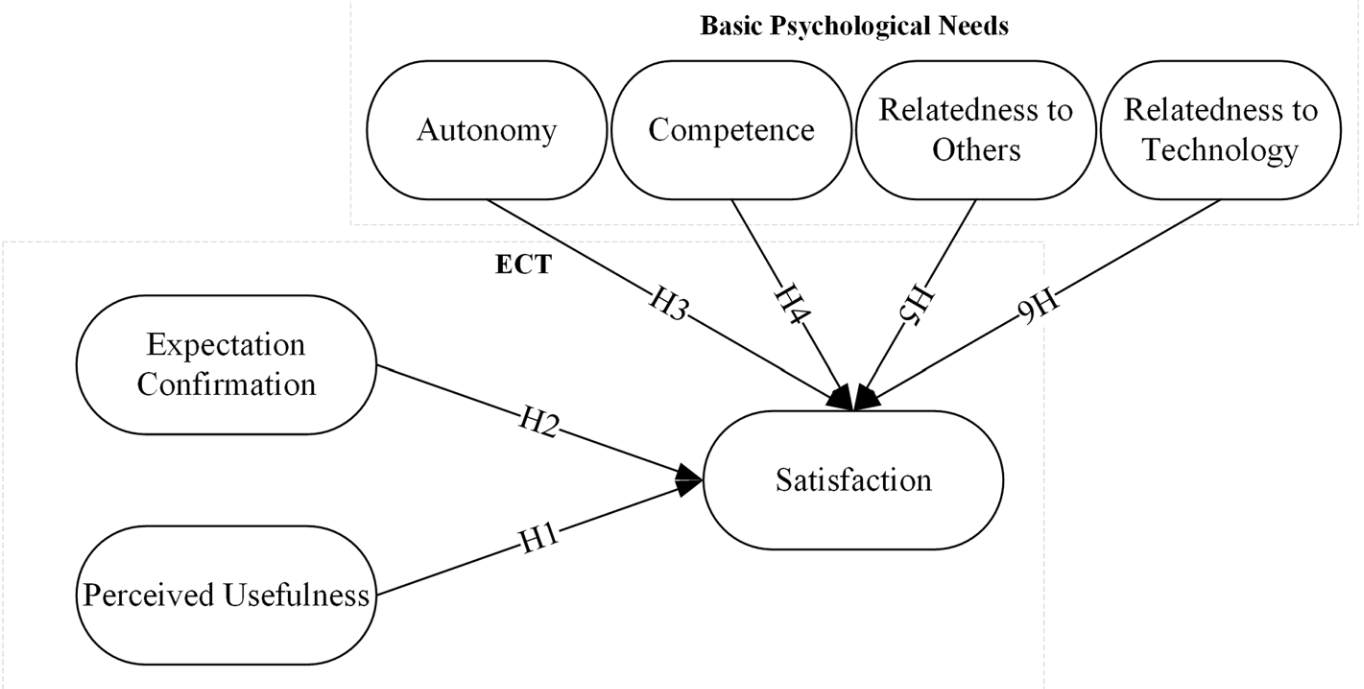 Basic Psychological Needs
Autonomy
Competence
Relatedness to
Others
Relatedness to
Technology
ECT
H3
H4
H5
H6
Expectation
Confirmation
H2
Satisfaction
H1
Perceived Usefulness